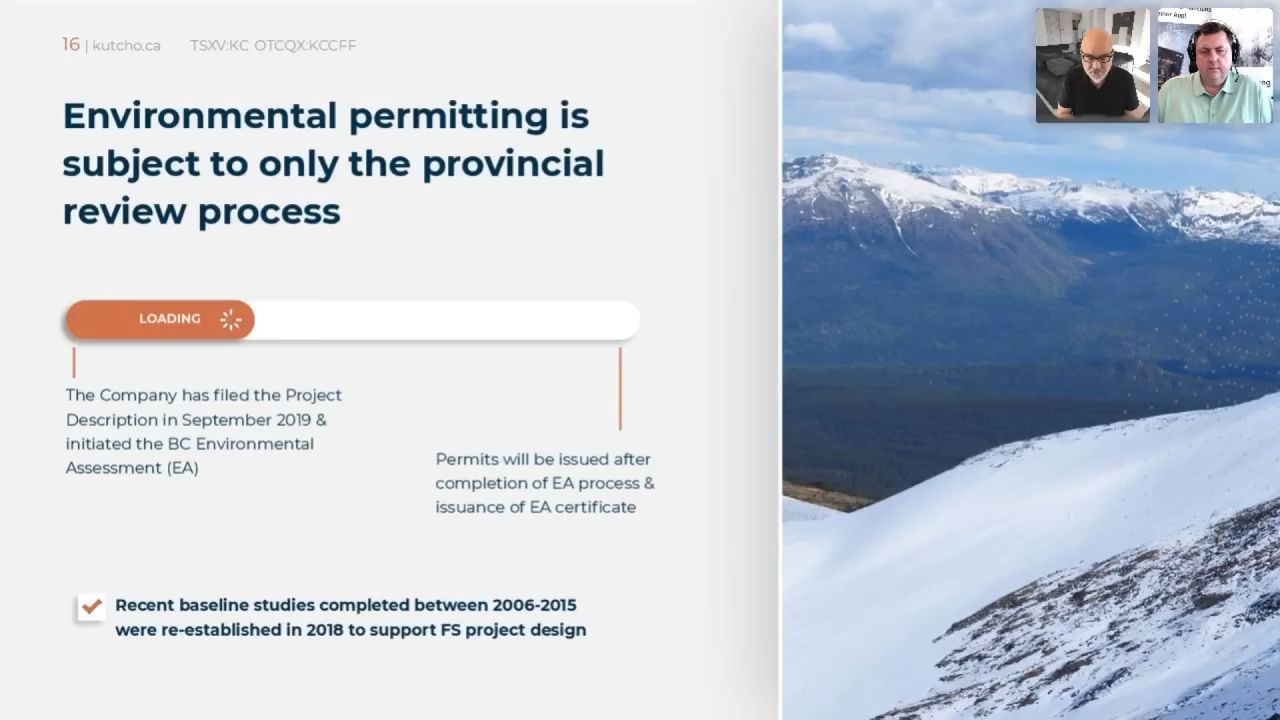 16 | kutcho.ca TSXV:KC OTCQX:KCCFF
Environmental permitting is
subject to only the provincial
review process
LOADING
The Company has filed the Project
Description in September 2019 &
initiated the BC Environmental
Assessment (EA)
Permits will be issued after
completion of EA process &
issuance of EA certificate
Recent baseline studies completed between 2006-2015
were re-established in 2018 to support FS project design